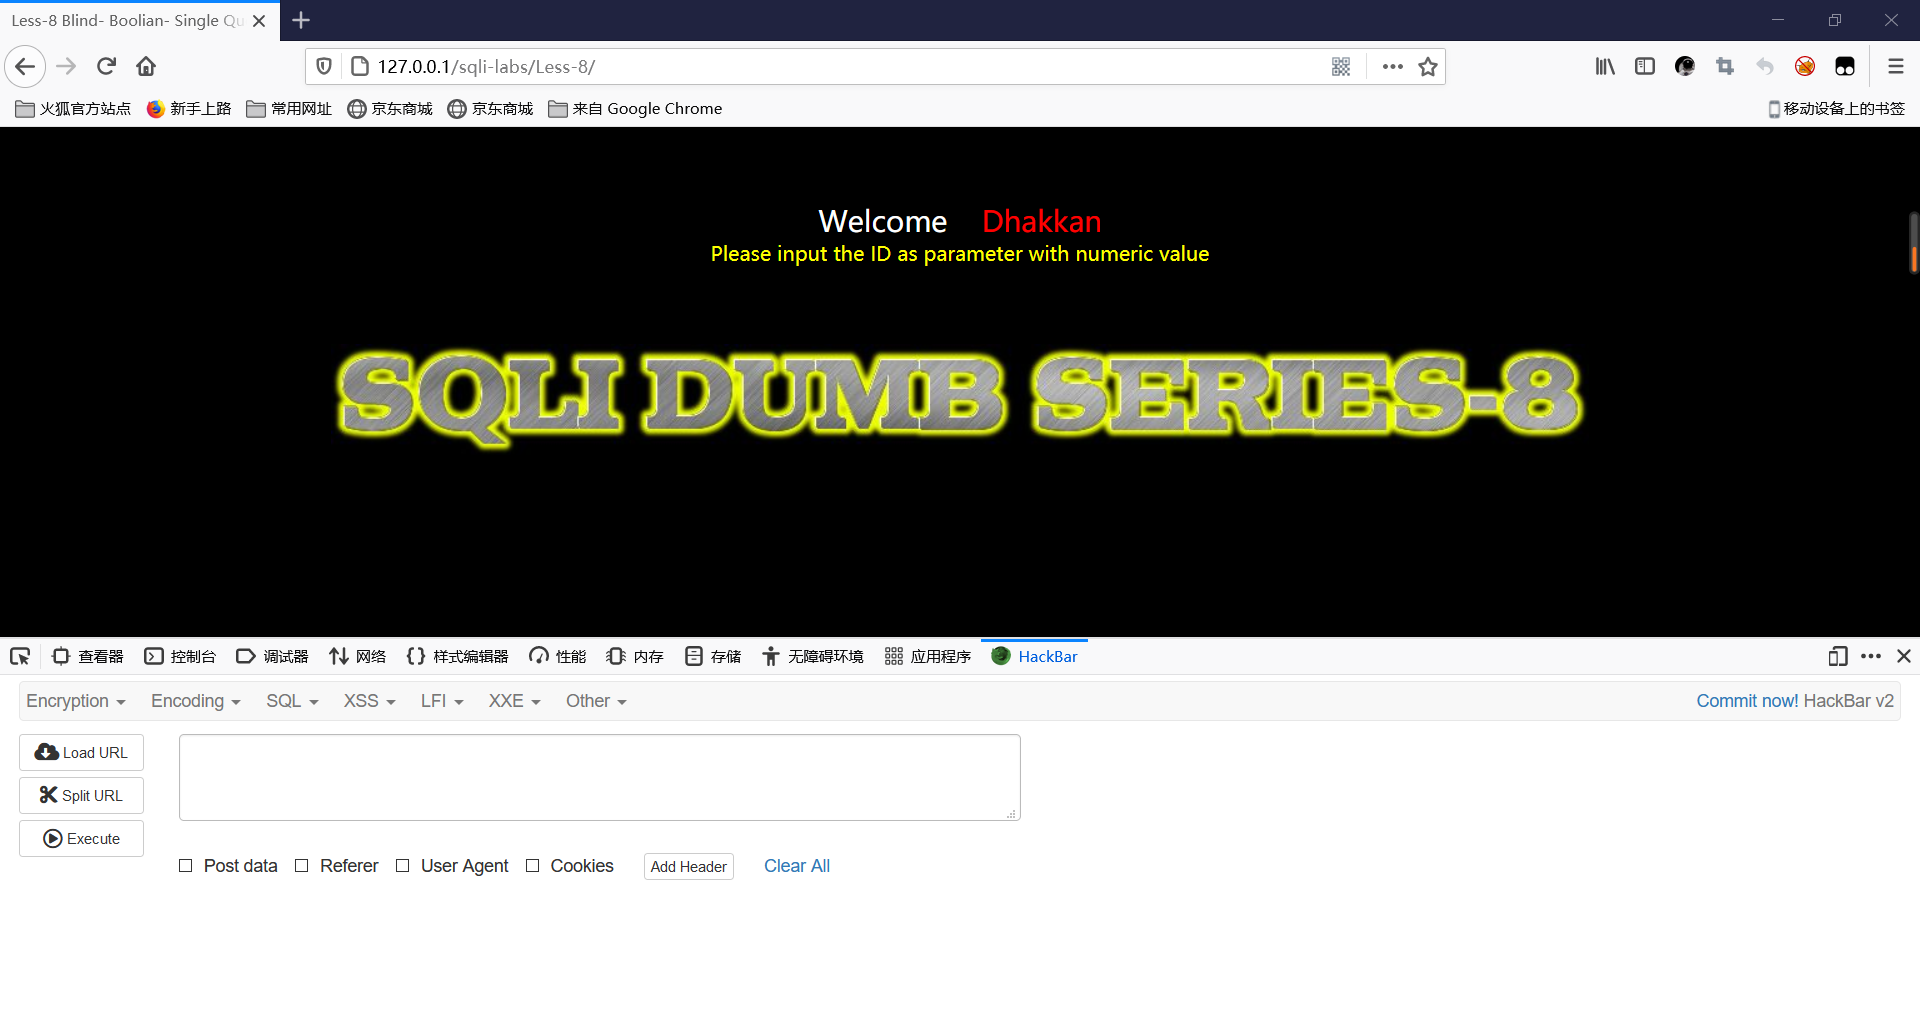 Less-8 Blind- Boolian- Single Qu
127.0.0.1/sqli-labs/Less-8/
火狐官方站点 新手上路 常用网址 京东商城 京东商城 来自 Google Chrome 移动设备上的书签
Welcome Dhakkan
Please input the ID as parameter with numeric value
SQLI DUMB SERIES-8
查看器 控制台 调试器 网络 样式编辑器 性能 内存 存储 无障碍环境 应用程序 HackBar
Encryption Encoding SQL XSS LFI XXE Other Commit now! HackBar v2
Load URL
Split URL
Execute
Post data Referer User Agent Cookies Add Header Clear All